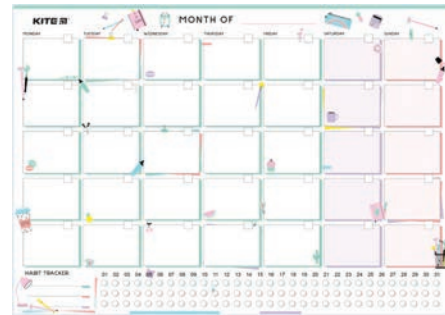 KITE MONTH OF
MONDAY TUESDAY WEDNESDAY THURSDAY FRIDAY SATURDAY SUNDAY
HABIT TRACKER 01 02 03 04 05 06 07 08 09 10 11 12 13 14 15 16 17 18 19 20 21 22 23 24 25 26 27 28 29 30 31